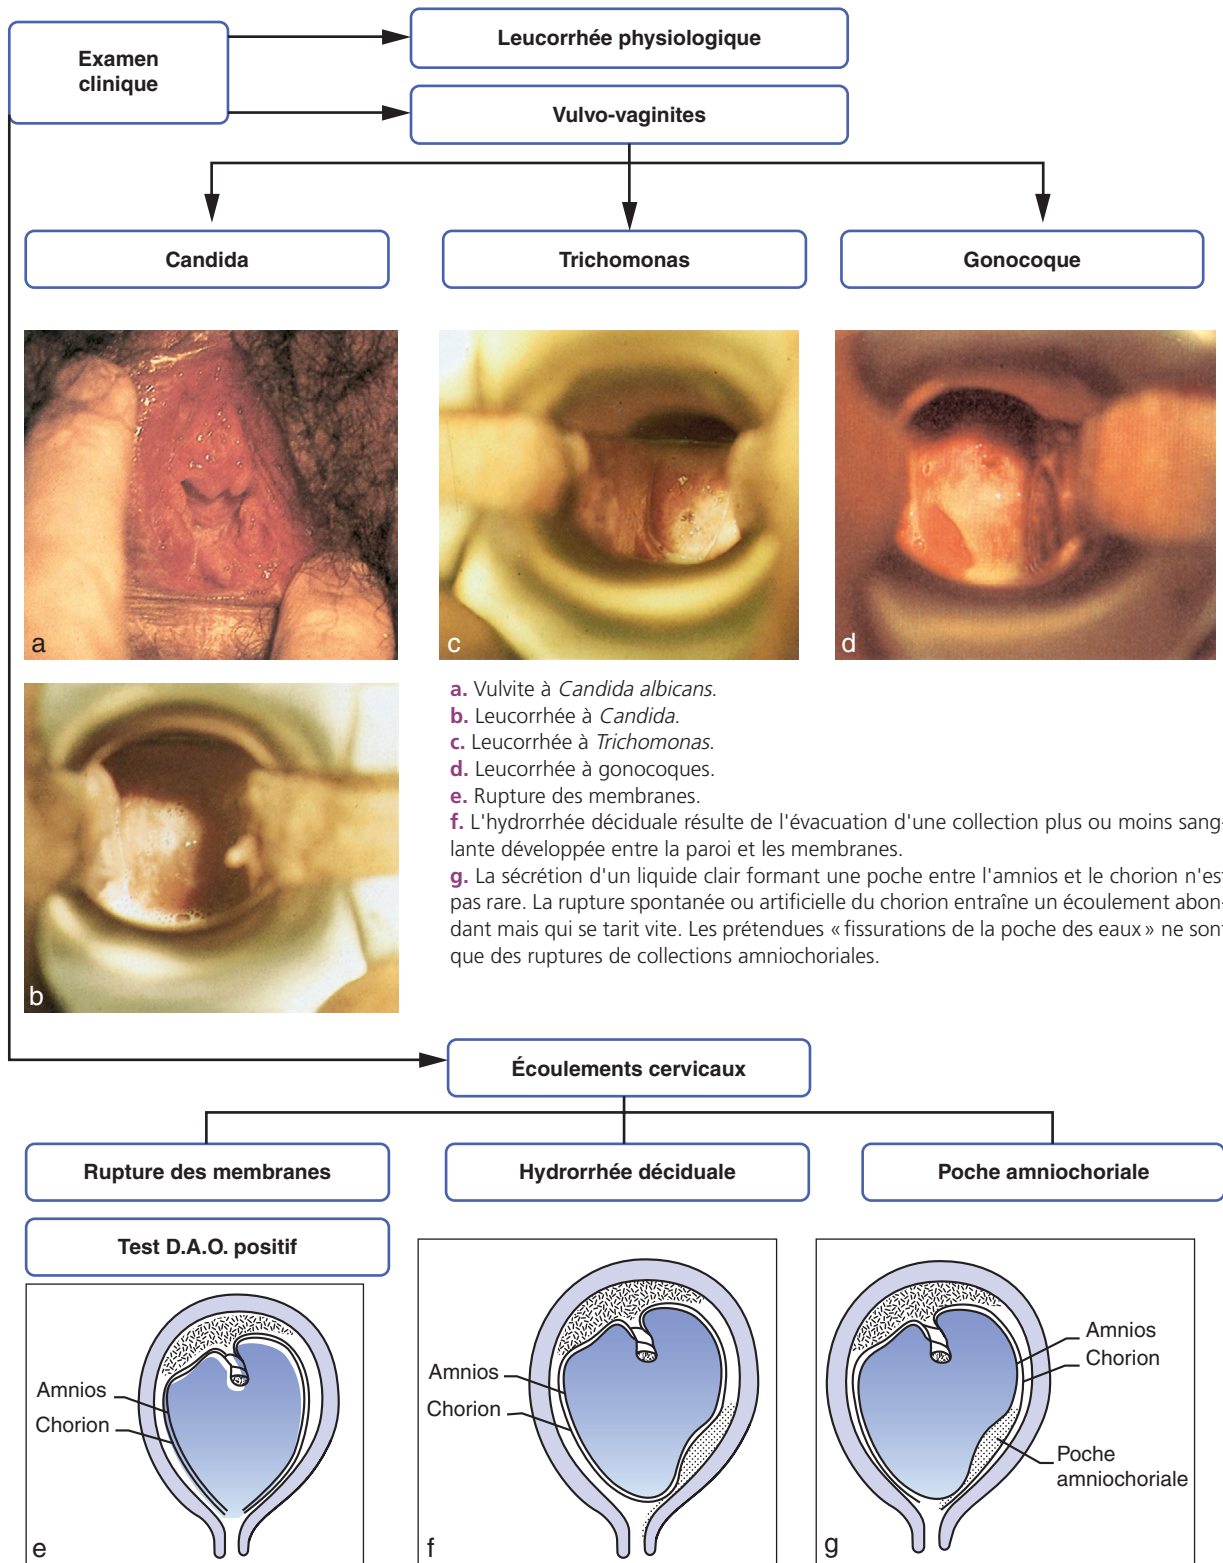 Examen
clinique
Leucorrhée physiologique
Vulvo-vaginites
Candida
Trichomonas
Gonocoque
a
c
d
b
a. Vulvite à Candida albicans.
b. Leucorrhée à Candida.
c. Leucorrhée à Trichomonas.
d. Leucorrhée à gonocoques.
e. Rupture des membranes.
f. L'hydrorrhée déciduale résulte de l'évacuation d'une collection plus ou moins sang-
lante développée entre la paroi et les membranes.
g. La sécrétion d'un liquide clair formant une poche entre l'amnios et le chorion n'est
pas rare. La rupture spontanée ou artificielle du chorion entraîne un écoulement abon-
dant mais qui se tarit vite. Les prétendues « fissurations de la poche des eaux » ne sont
que des ruptures de collections amniochoriales.
Écoulements cervicaux
Rupture des membranes
Hydrorrhée déciduale
Poche amniochoriale
Test D.A.O. positif
Amnios
Chorion
e
Amnios
Chorion
f
Amnios
Chorion
Poche
amniochoriale
g